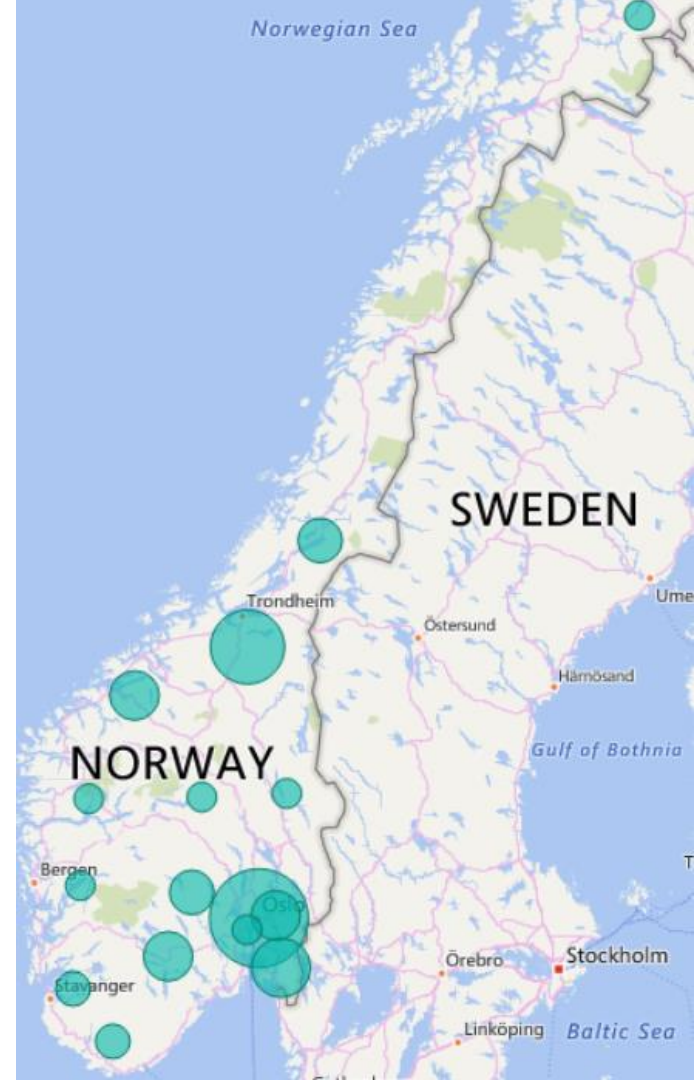 Norwegian Sea
SWEDEN
Trondheim
Östersund
Ume
Härnösand
NORWAY
Gulf of Bothnia
T
Bergen
Oslo
Stavanger
Örebro
Stockholm
Linköping
Baltic Sea